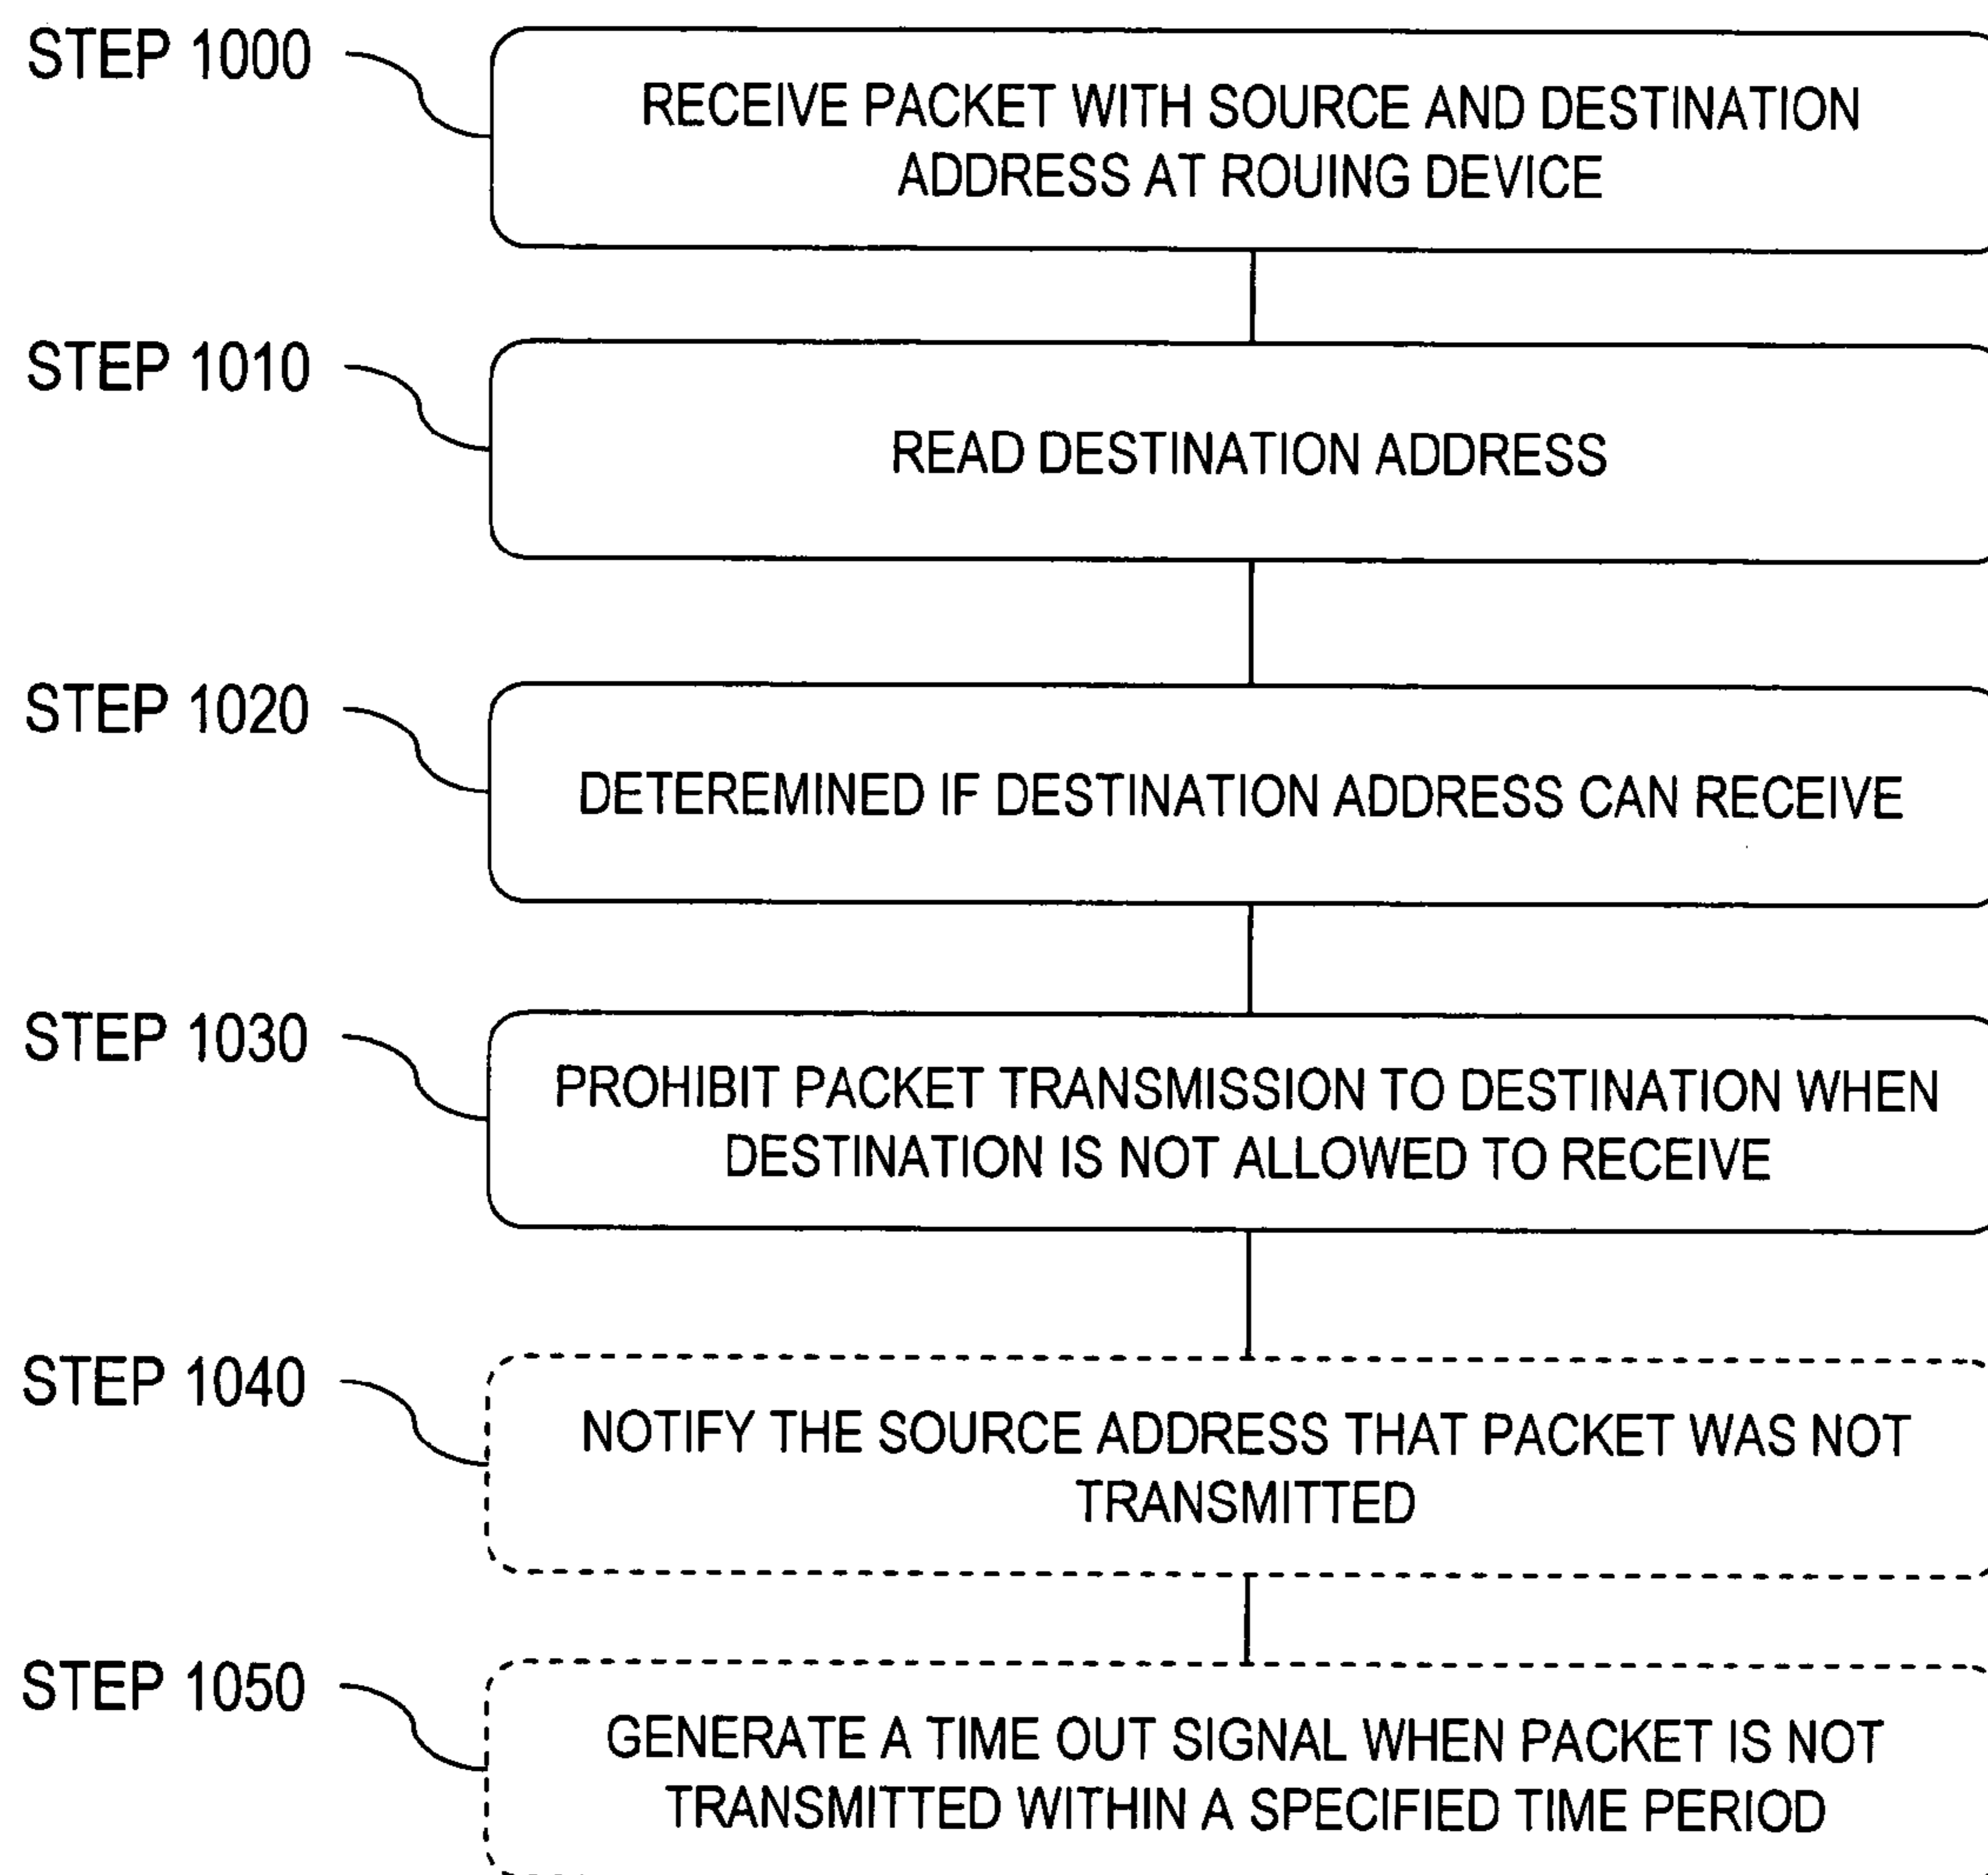 STEP 1000
RECEIVE PACKET WITH SOURCE AND DESTINATION
ADDRESS AT ROUING DEVICE
STEP 1010
READ DESTINATION ADDRESS
STEP 1020
DETEREMINED IF DESTINATION ADDRESS CAN RECEIVE
STEP 1030
PROHIBIT PACKET TRANSMISSION TO DESTINATION WHEN
DESTINATION IS NOT ALLOWED TO RECEIVE
STEP 1040
NOTIFY THE SOURCE ADDRESS THAT PACKET WAS NOT
TRANSMITTED
STEP 1050
GENERATE A TIME OUT SIGNAL WHEN PACKET IS NOT
TRANSMITTED WITHIN A SPECIFIED TIME PERIOD